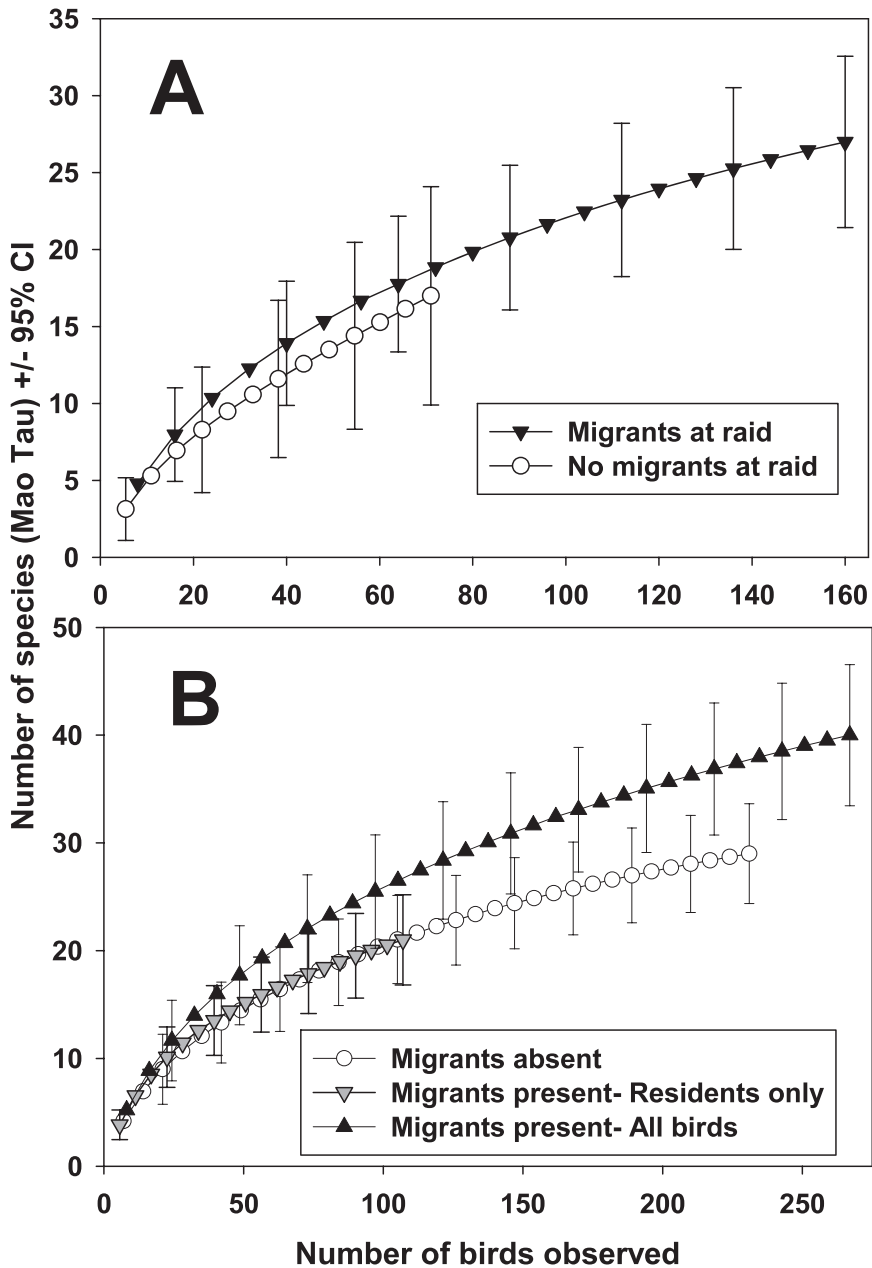 Number of species (Mao Tau) +/- 95% CI
A
35
30
25
20
15
10
5
0
Migrants at raid
No migrants at raid
0 20 40 60 80 100 120 140 160
B
50
40
30
20
10
0
Migrants absent
Migrants present- Residents only
Migrants present- All birds
0 50 100 150 200 250
Number of birds observed